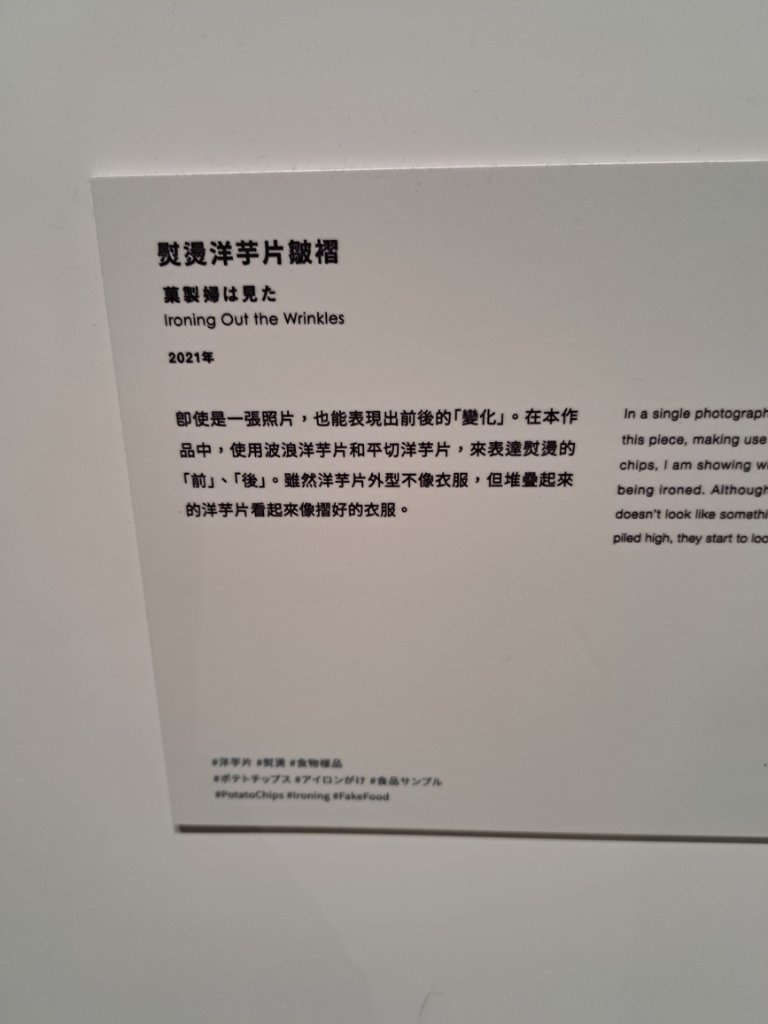 熨燙洋芋片皺褶
菓製婦は見た
Ironing Out the Wrinkles
2021年
即使是一張照片，也能表現出前後的「變化」。在本作
品中，使用波浪洋芋片和平切洋芋片，來表達熨燙的
「前」、「後」。雖然洋芋片外型不像衣服，但堆疊起來
的洋芋片看起來像摺好的衣服。
In a single photograph
this piece, making use
chips, I am showing
being ironed. Although
doesn't look like
piled high, they start to
#洋芋片 #熨燙 #食物樣品
#ポテトチップス #アイロンがけ #食品サンプル
#PotatoChips #Ironing #FakeFood